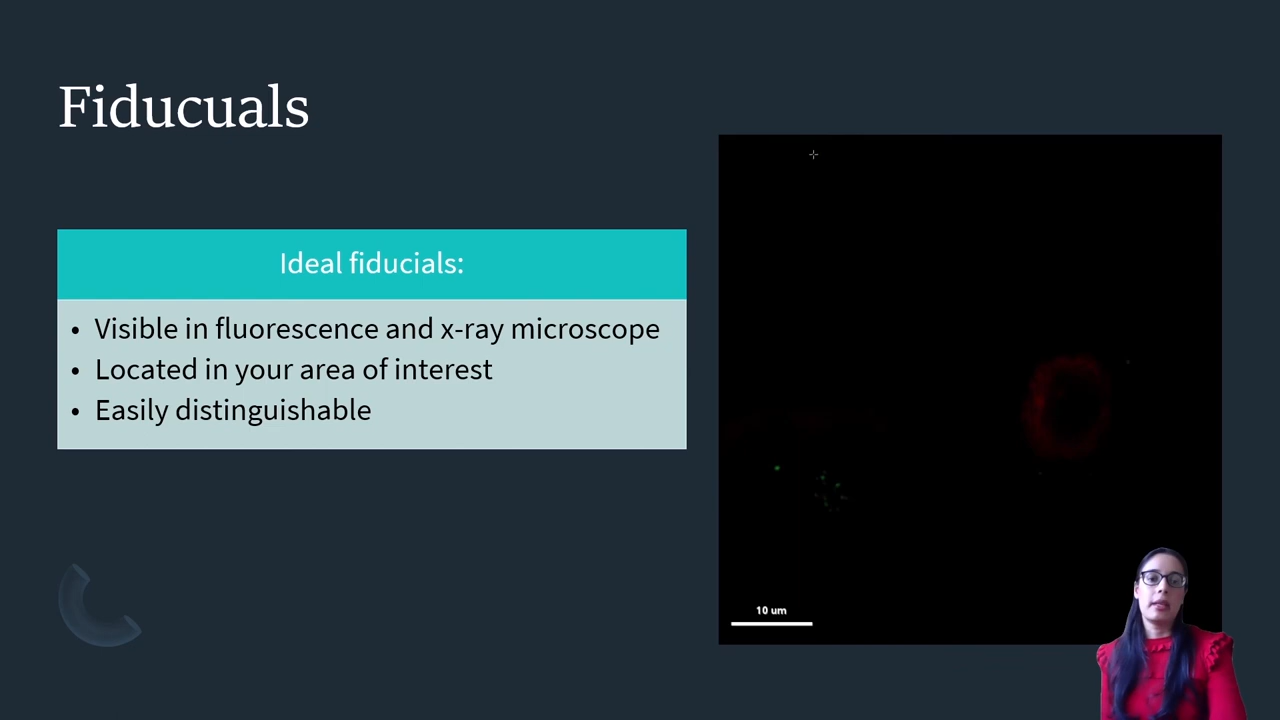 Fiducuals
Ideal fiducials:
• Visible in fluorescence and x-ray microscope
• Located in your area of interest
• Easily distinguishable
10 um